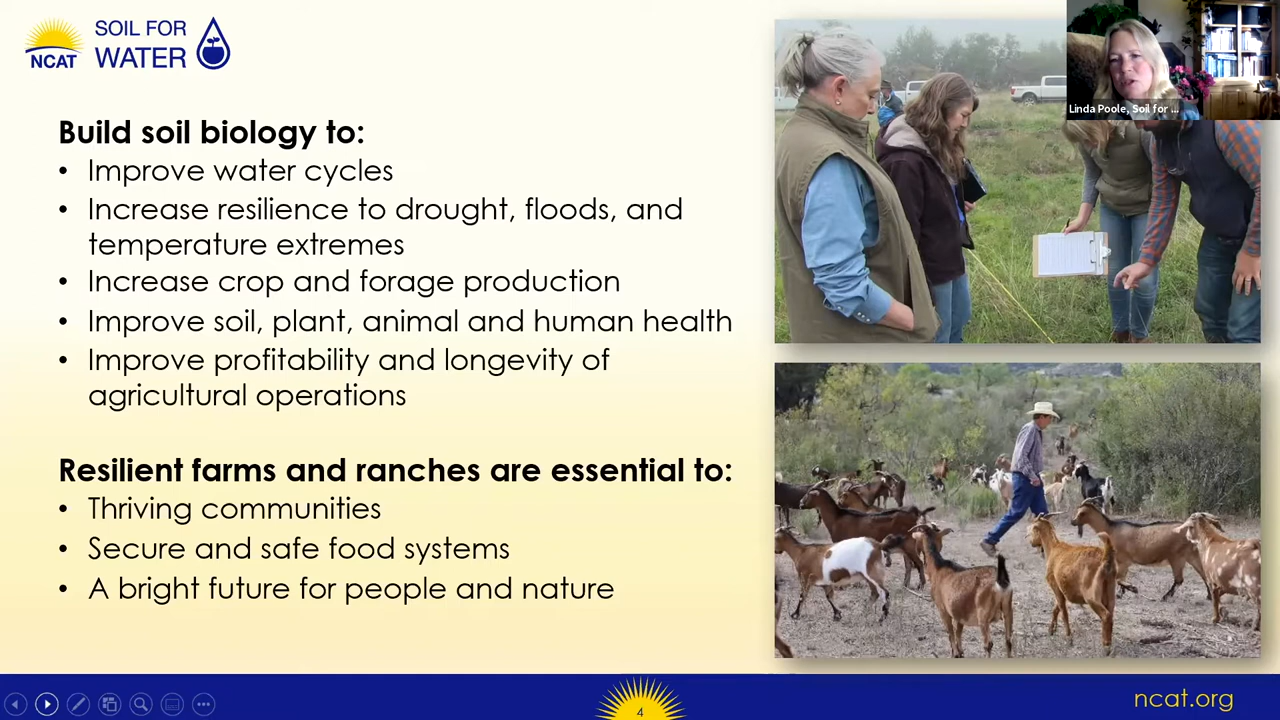 NCAT
SOIL FOR
WATER
Linda Poole, Soil for ...
Build soil biology to:
• Improve water cycles
• Increase resilience to drought, floods, and
temperature extremes
• Increase crop and forage production
• Improve soil, plant, animal and human health
• Improve profitability and longevity of
agricultural operations
Resilient farms and ranches are essential to:
• Thriving communities
• Secure and safe food systems
• A bright future for people and nature
4
ncat.org